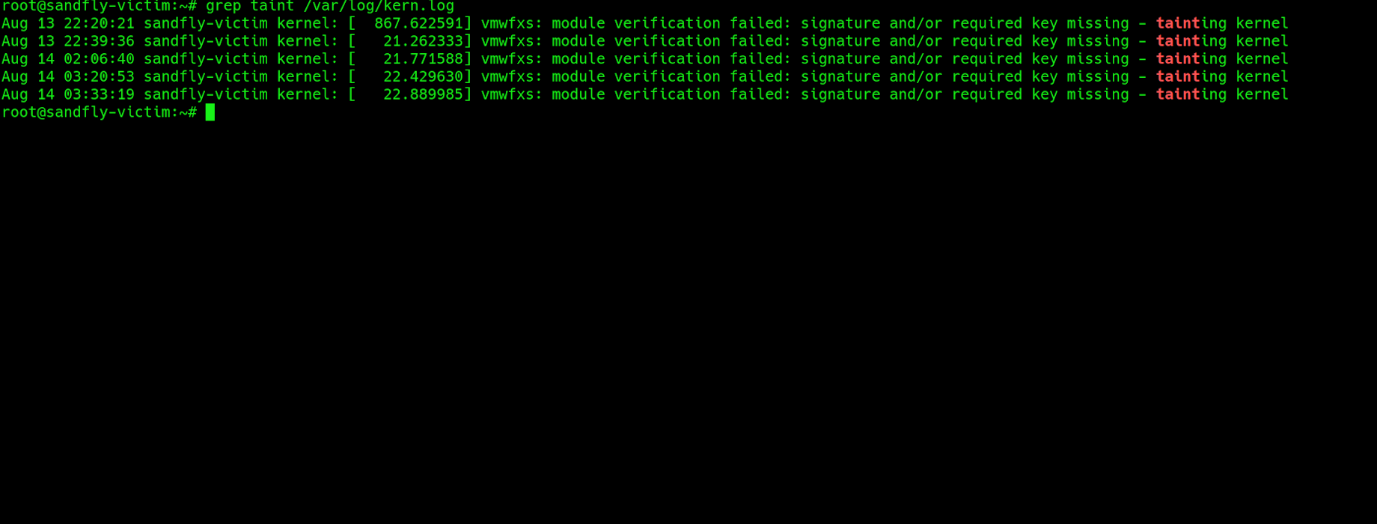 root@sandfly-victim:~# grep taint /var/log/kern.log
Aug 13 22:20:21 sandfly-victim kernel: [  867.622591] vmwfxs: module verification failed: signature and/or required key missing - tainting kernel
Aug 13 22:39:36 sandfly-victim kernel: [   21.262333] vmwfxs: module verification failed: signature and/or required key missing - tainting kernel
Aug 14 02:06:40 sandfly-victim kernel: [   21.771588] vmwfxs: module verification failed: signature and/or required key missing - tainting kernel
Aug 14 03:20:53 sandfly-victim kernel: [   22.429630] vmwfxs: module verification failed: signature and/or required key missing - tainting kernel
Aug 14 03:33:19 sandfly-victim kernel: [   22.889985] vmwfxs: module verification failed: signature and/or required key missing - tainting kernel
root@sandfly-victim:~#